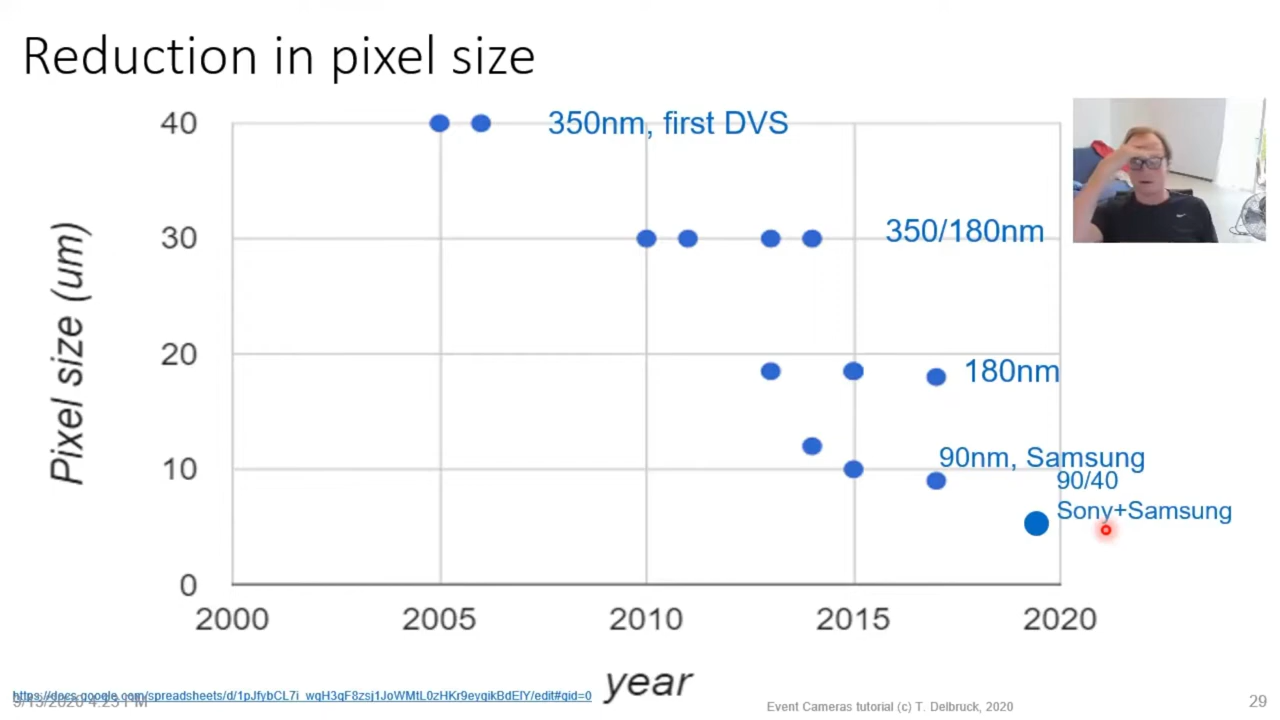 Reduction in pixel size
40
350nm, first DVS
30
350/180nm
20
180nm
10
90nm, Samsung
90/40
Sony+Samsung
0
Pixel size (um)
2000
2005
2010
2015
2020
year
Event Cameras tutorial (c) T. Delbruck, 2020
29